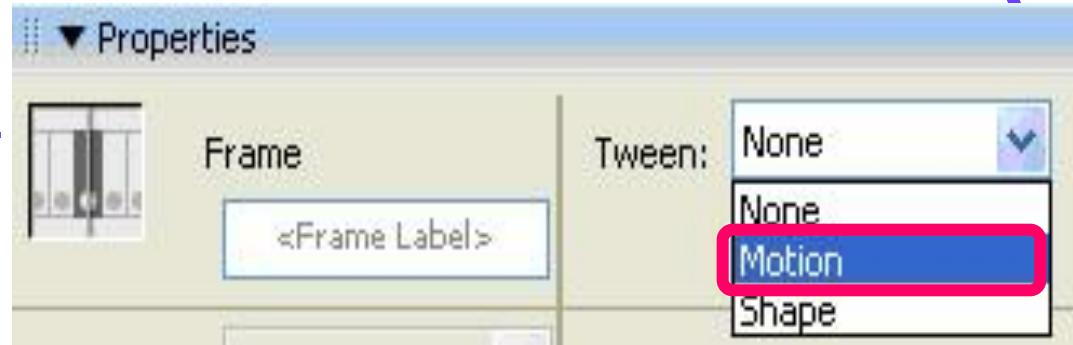 Properties
Frame
<Frame Label>
Tween:
None
None
Motion
Shape